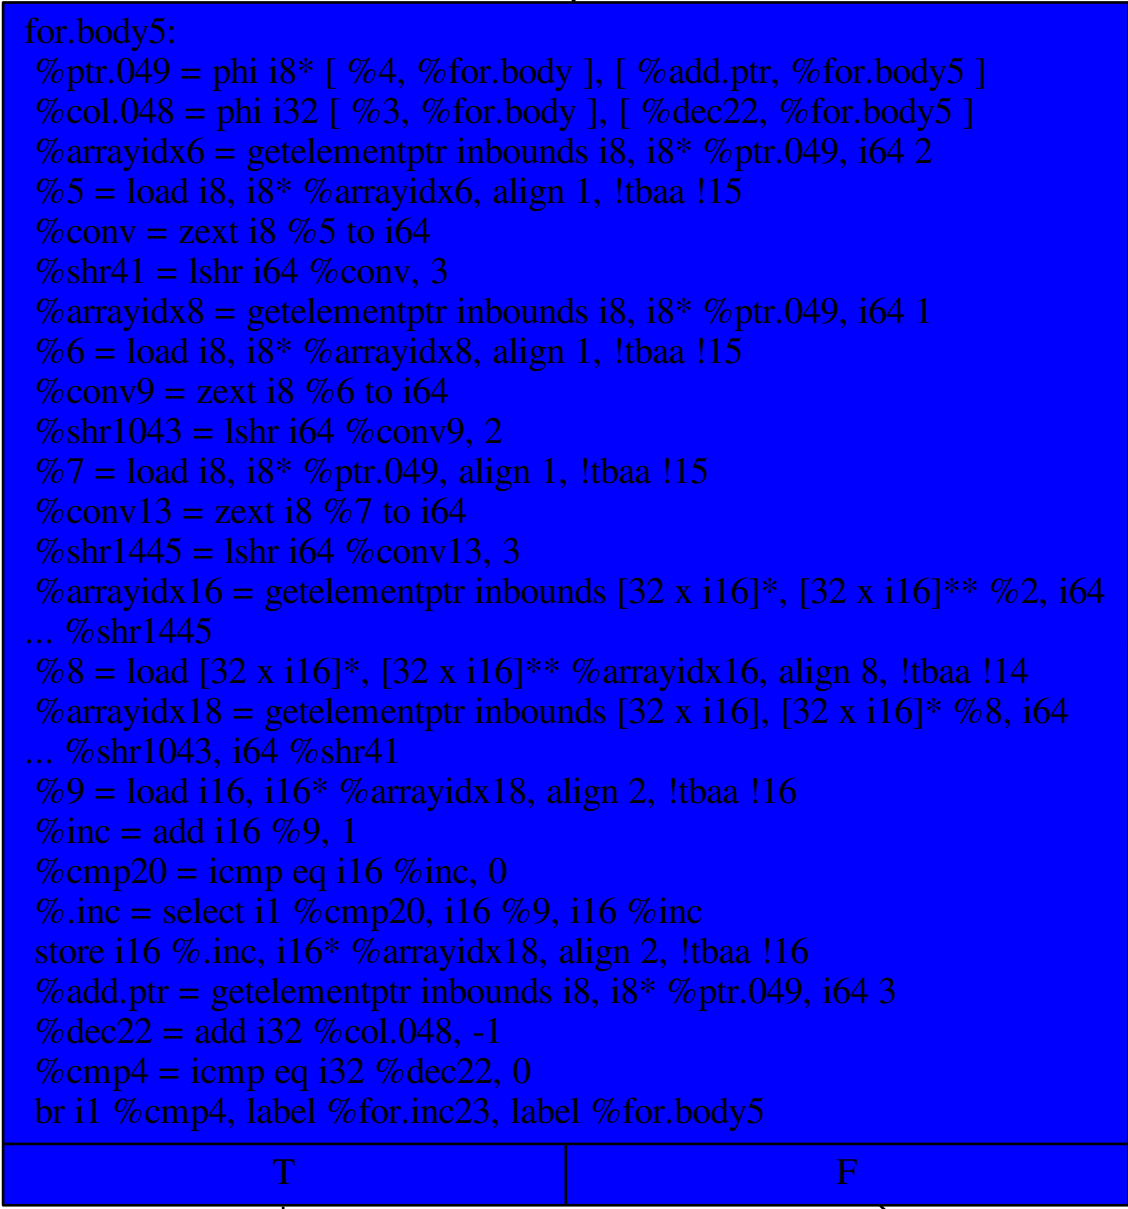 for.body5:
%ptr.049 = phi i8* [ %4, %for.body ], [ %add.ptr, %for.body5 ]
%col.048 = phi i32 [ %3, %for.body ], [ %dec22, %for.body5 ]
%arrayidx6 = getelementptr inbounds i8, i8* %ptr.049, i64 2
%5 = load i8, i8* %arrayidx6, align 1, !tbaa !15
%conv = zext i8 %5 to i64
%shr41 = lshr i64 %conv, 3
%arrayidx8 = getelementptr inbounds i8, i8* %ptr.049, i64 1
%6 = load i8, i8* %arrayidx8, align 1, !tbaa !15
%conv9 = zext i8 %6 to i64
%shr1043 = lshr i64 %conv9, 2
%7 = load i8, i8* %ptr.049, align 1, !tbaa !15
%conv13 = zext i8 %7 to i64
%shr1445 = lshr i64 %conv13, 3
%arrayidx16 = getelementptr inbounds [32 x i16]*, [32 x i16]** %2, i64
... %shr1445
%8 = load [32 x i16]*, [32 x i16]** %arrayidx16, align 8, !tbaa !14
%arrayidx18 = getelementptr inbounds [32 x i16], [32 x i16]* %8, i64
... %shr1043, i64 %shr41
%9 = load i16, i16* %arrayidx18, align 2, !tbaa !16
%inc = add i16 %9, 1
%cmp20 = icmp eq i16 %inc, 0
%.inc = select i1 %cmp20, i16 %9, i16 %inc
store i16 %.inc, i16* %arrayidx18, align 2, !tbaa !16
%add.ptr = getelementptr inbounds i8, i8* %ptr.049, i64 3
%dec22 = add i32 %col.048, -1
%cmp4 = icmp eq i32 %dec22, 0
br i1 %cmp4, label %for.inc23, label %for.body5
T
F